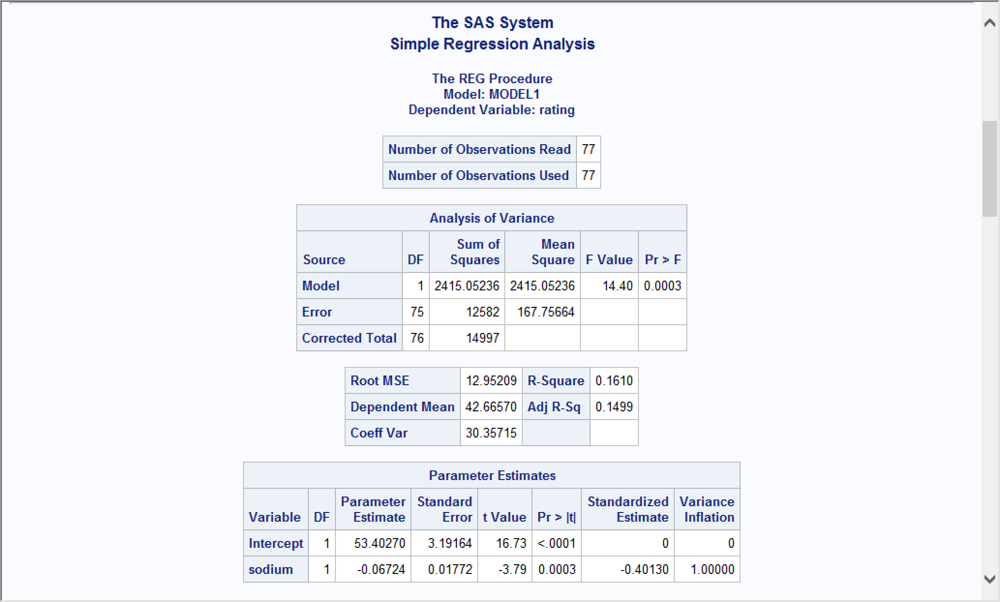 The SAS System
Simple Regression Analysis
The REG Procedure
Model: MODEL1
Dependent Variable: rating
Number of Observations Read 77
Number of Observations Used 77
Analysis of Variance
Source DF Sum of Squares Mean Square F Value Pr > F
Model 1 2415.05236 2415.05236 14.40 0.0003
Error 75 12582 167.75664
Corrected Total 76 14997
Root MSE 12.95209 R-Square 0.1610
Dependent Mean 42.66570 Adj R-Sq 0.1499
Coeff Var 30.35715
Parameter Estimates
Variable DF Parameter Estimate Standard Error t Value Pr > |t| Standardized Estimate Variance Inflation
Intercept 1 53.40270 3.19164 16.73 <.0001 0 0
sodium 1 -0.06724 0.01772 -3.79 0.0003 -0.40130 1.00000